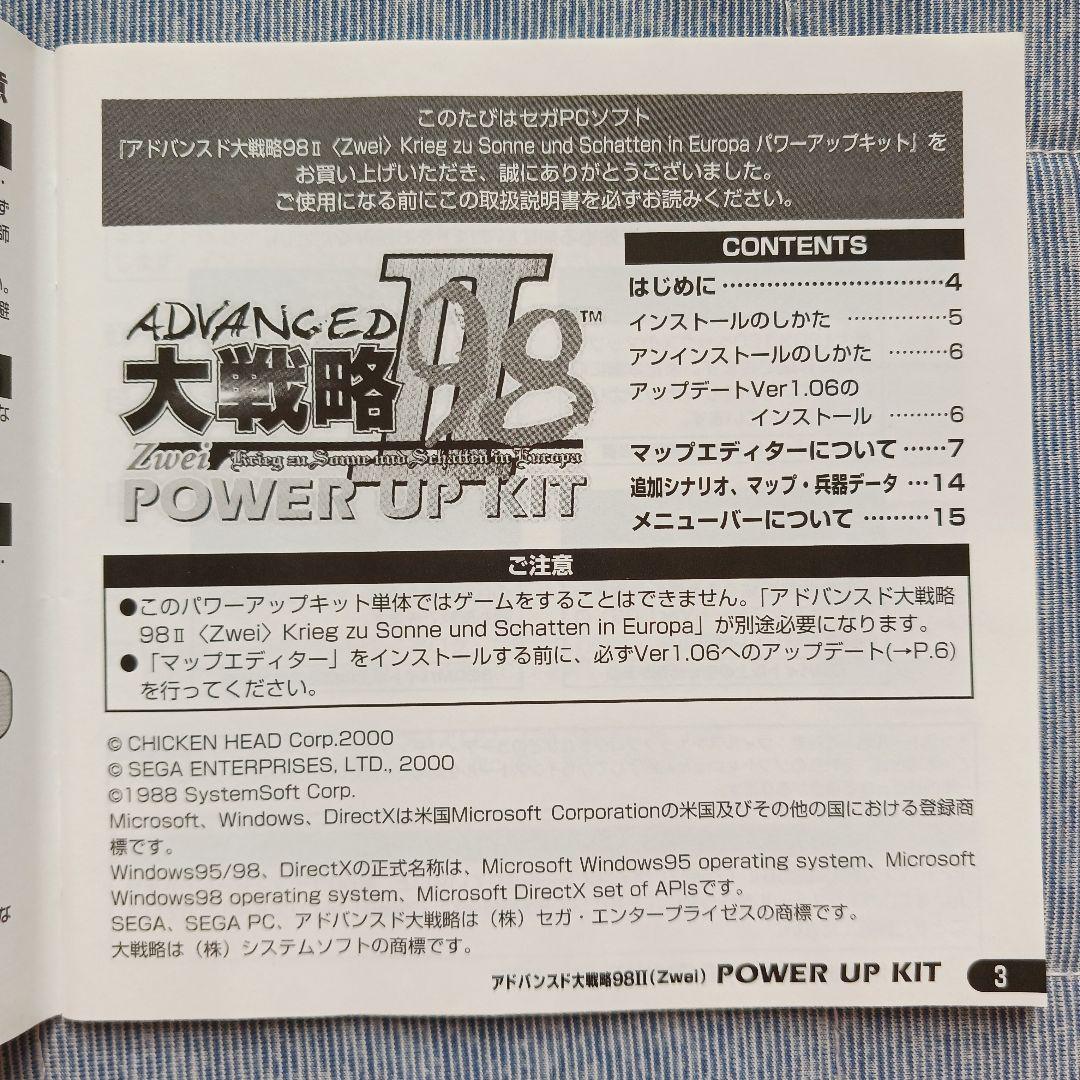 このたびはセガPCソフト
『アドバンスド大戦略98Ⅱ〈Zwei〉Krieg zu Sonne und Schatten in Europa パワーアップキット』を
お買い上げいただき、誠にありがとうございました。
ご使用になる前にこの取扱説明書を必ずお読みください。
ADVANCED
大戦略
II
98
TM
Zwei
Krieg zu Sonne und Schatten in Europa
POWER UP KIT
CONTENTS
はじめに ……………………………4
インストールのしかた ……………5
アンインストールのしかた ………6
アップデートVer1.06の
インストール ………6
マップエディターについて ……7
追加シナリオ、マップ・兵器データ …14
メニューバーについて ………15
ご注意
●このパワーアップキット単体ではゲームをすることはできません。「アドバンスド大戦略
98Ⅱ〈Zwei〉Krieg zu Sonne und Schatten in Europa」が別途必要になります。
●「マップエディター」をインストールする前に、必ずVer1.06へのアップデート(→P.6)
を行ってください。
© CHICKEN HEAD Corp.2000
© SEGA ENTERPRISES, LTD., 2000
©1988 SystemSoft Corp.
Microsoft、Windows、DirectXは米国Microsoft Corporationの米国及びその他の国における登録商
標です。
Windows95/98、DirectXの正式名称は、Microsoft Windows95 operating system、Microsoft
Windows98 operating system、Microsoft DirectX set of APIsです。
SEGA、SEGA PC、アドバンスド大戦略は（株）セガ・エンタープライゼスの商標です。
大戦略は（株）システムソフトの商標です。
アドバンスド大戦略98II(Zwei) POWER UP KIT 3